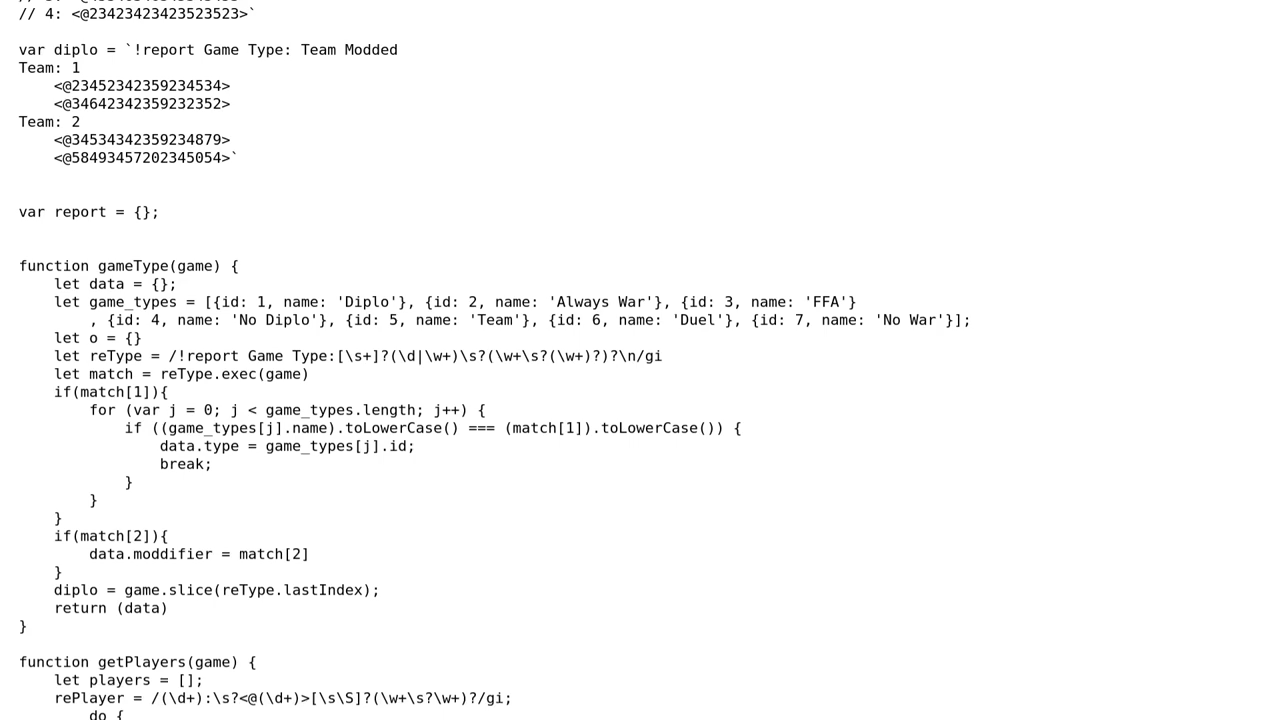 // 4: <@23423423423523523>`
var diplo = `!report Game Type: Team Modded
Team: 1
    <@23452342359234534>
    <@34642342359232352>
Team: 2
    <@34534342359234879>
    <@58493457202345054>`
var report = {};
function gameType(game) {
    let data = {};
    let game_types = [{id: 1, name: 'Diplo'}, {id: 2, name: 'Always War'}, {id: 3, name: 'FFA'}
        , {id: 4, name: 'No Diplo'}, {id: 5, name: 'Team'}, {id: 6, name: 'Duel'}, {id: 7, name: 'No War'}];
    let o = {}
    let reType = /!report Game Type:[\s+]?(\d|\w+)\s?(\w+\s?(\w+)?)?\n/gi
    let match = reType.exec(game)
    if(match[1]){
        for (var j = 0; j < game_types.length; j++) {
            if ((game_types[j].name).toLowerCase() === (match[1]).toLowerCase()) {
                data.type = game_types[j].id;
                break;
            }
        }
    }
    if(match[2]){
        data.moddifier = match[2]
    }
    diplo = game.slice(reType.lastIndex);
    return (data)
}
function getPlayers(game) {
    let players = [];
    rePlayer = /(\d+):\s?<@(\d+)>[\s\S]?(\w+\s?\w+)?/gi;
        do {